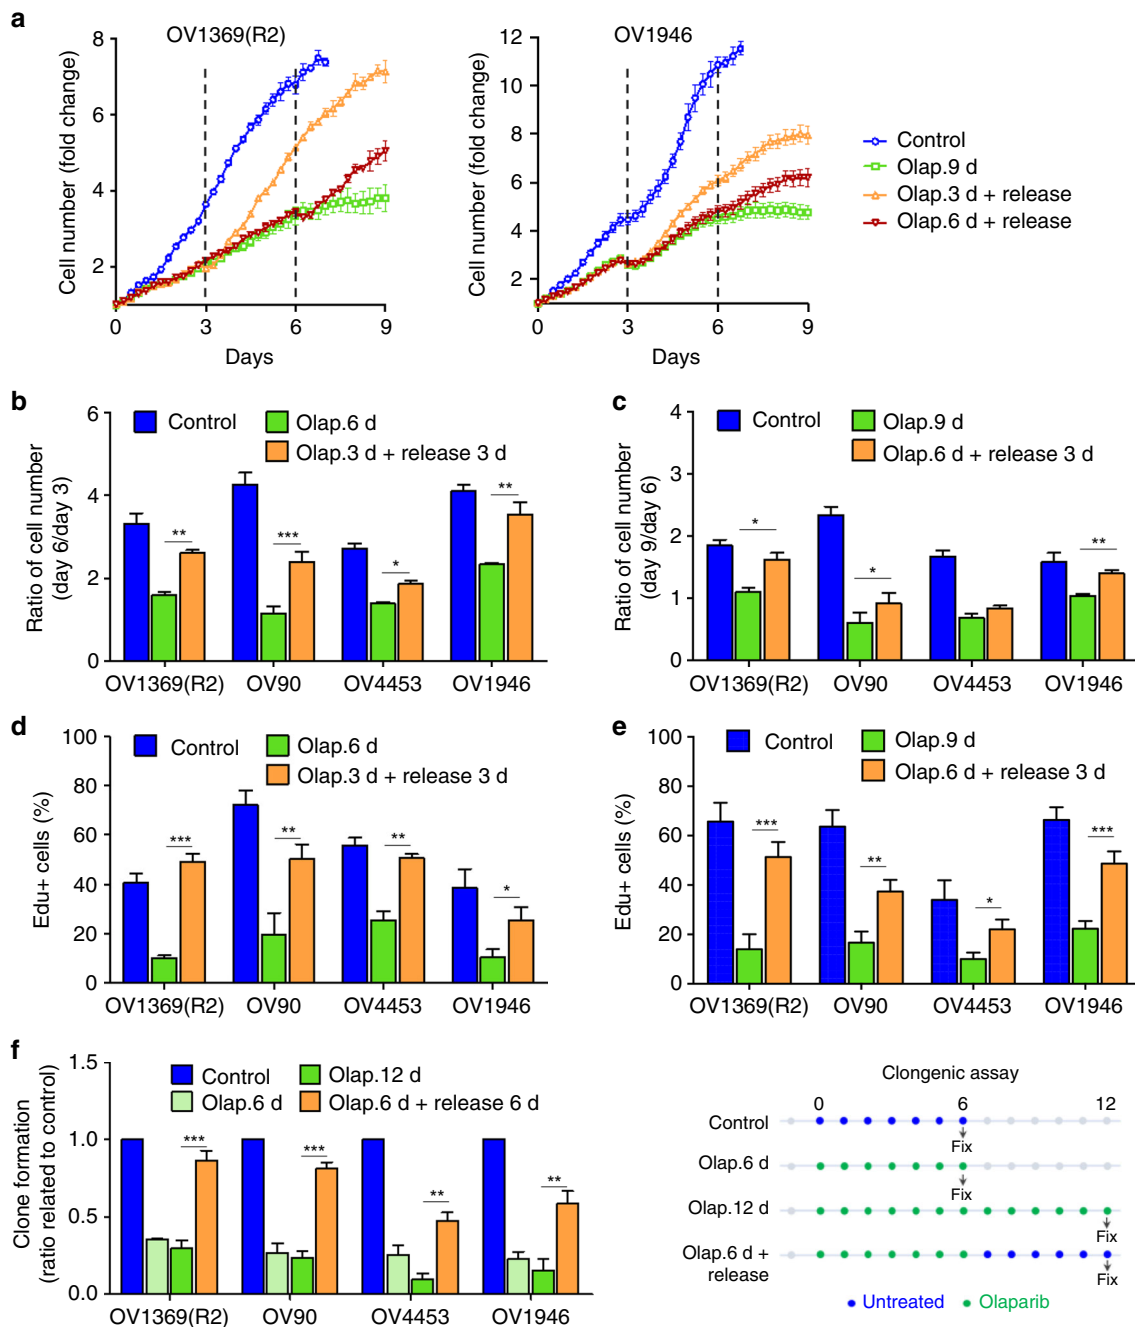 a
OV1369(R2)
Cell number (fold change)
8
6
4
2
0
3
6
9
Days
OV1946
Cell number (fold change)
12
10
8
6
4
2
0
3
6
9
Days
Control
Olap.9 d
Olap.3 d + release
Olap.6 d + release
b
Ratio of cell number
(day 6/day 3)
6
4
2
0
Control
Olap.6 d
Olap.3 d + release 3 d
**
***
*
**
OV1369(R2)
OV90
OV4453
OV1946
c
Ratio of cell number
(day 9/day 6)
4
3
2
1
0
Control
Olap.9 d
Olap.6 d + release 3 d
*
*
**
OV1369(R2)
OV90
OV4453
OV1946
d
Edu+ cells (%)
100
80
60
40
20
0
Control
Olap.6 d
Olap.3 d + release 3 d
***
**
**
*
OV1369(R2)
OV90
OV4453
OV1946
e
Edu+ cells (%)
100
80
60
40
20
0
Control
Olap.9 d
Olap.6 d + release 3 d
***
**
*
***
OV1369(R2)
OV90
OV4453
OV1946
f
Clone formation
(ratio related to control)
1.5
1.0
0.5
0.0
Control
Olap.6 d
Olap.12 d
Olap.6 d + release 6 d
***
***
**
**
OV1369(R2)
OV90
OV4453
OV1946
Clongenic assay
0
6
12
Control
Fix
Olap.6 d
Fix
Olap.12 d
Fix
Olap.6 d +
release
Fix
Untreated
Olaparib